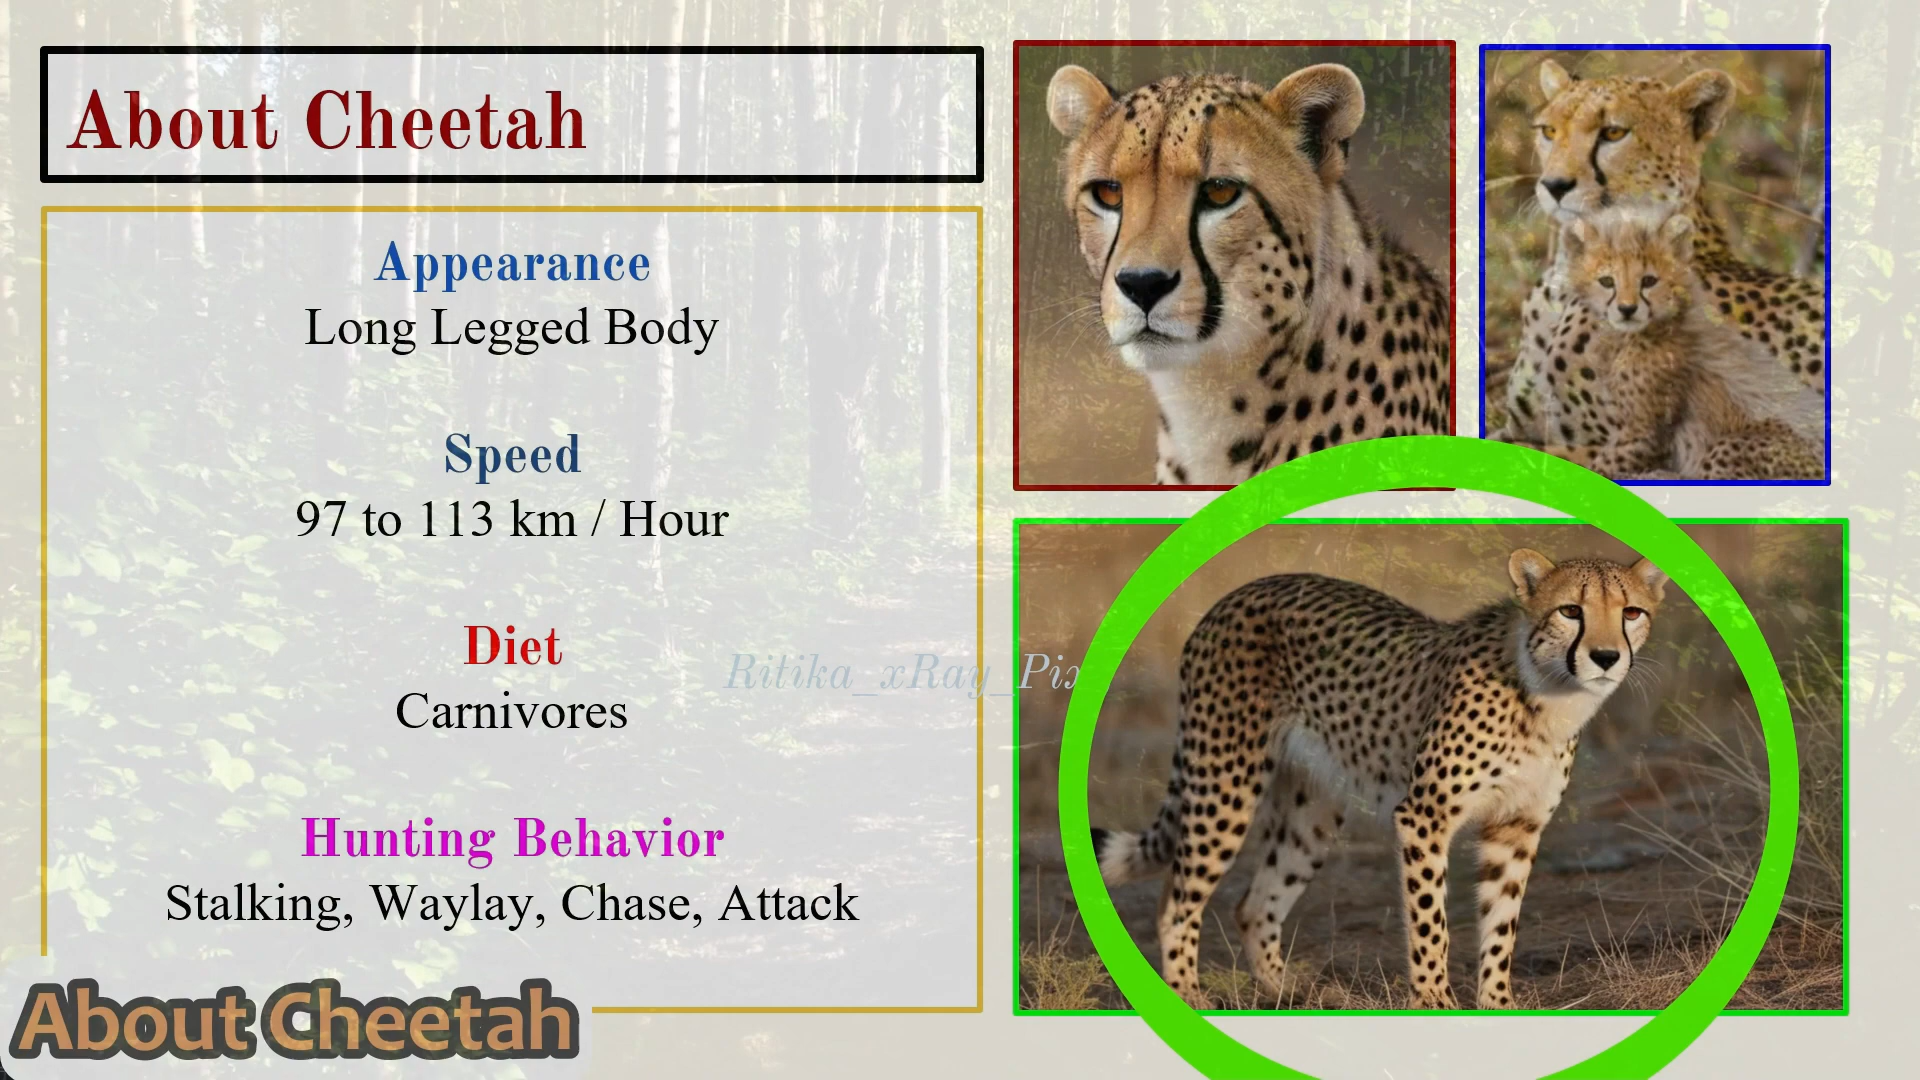 About Cheetah
Appearance
Long Legged Body
Speed
97 to 113 km / Hour
Diet
Carnivores
Hunting Behavior
Stalking, Waylay, Chase, Attack
Ritika_xRay_Pix
About Cheetah